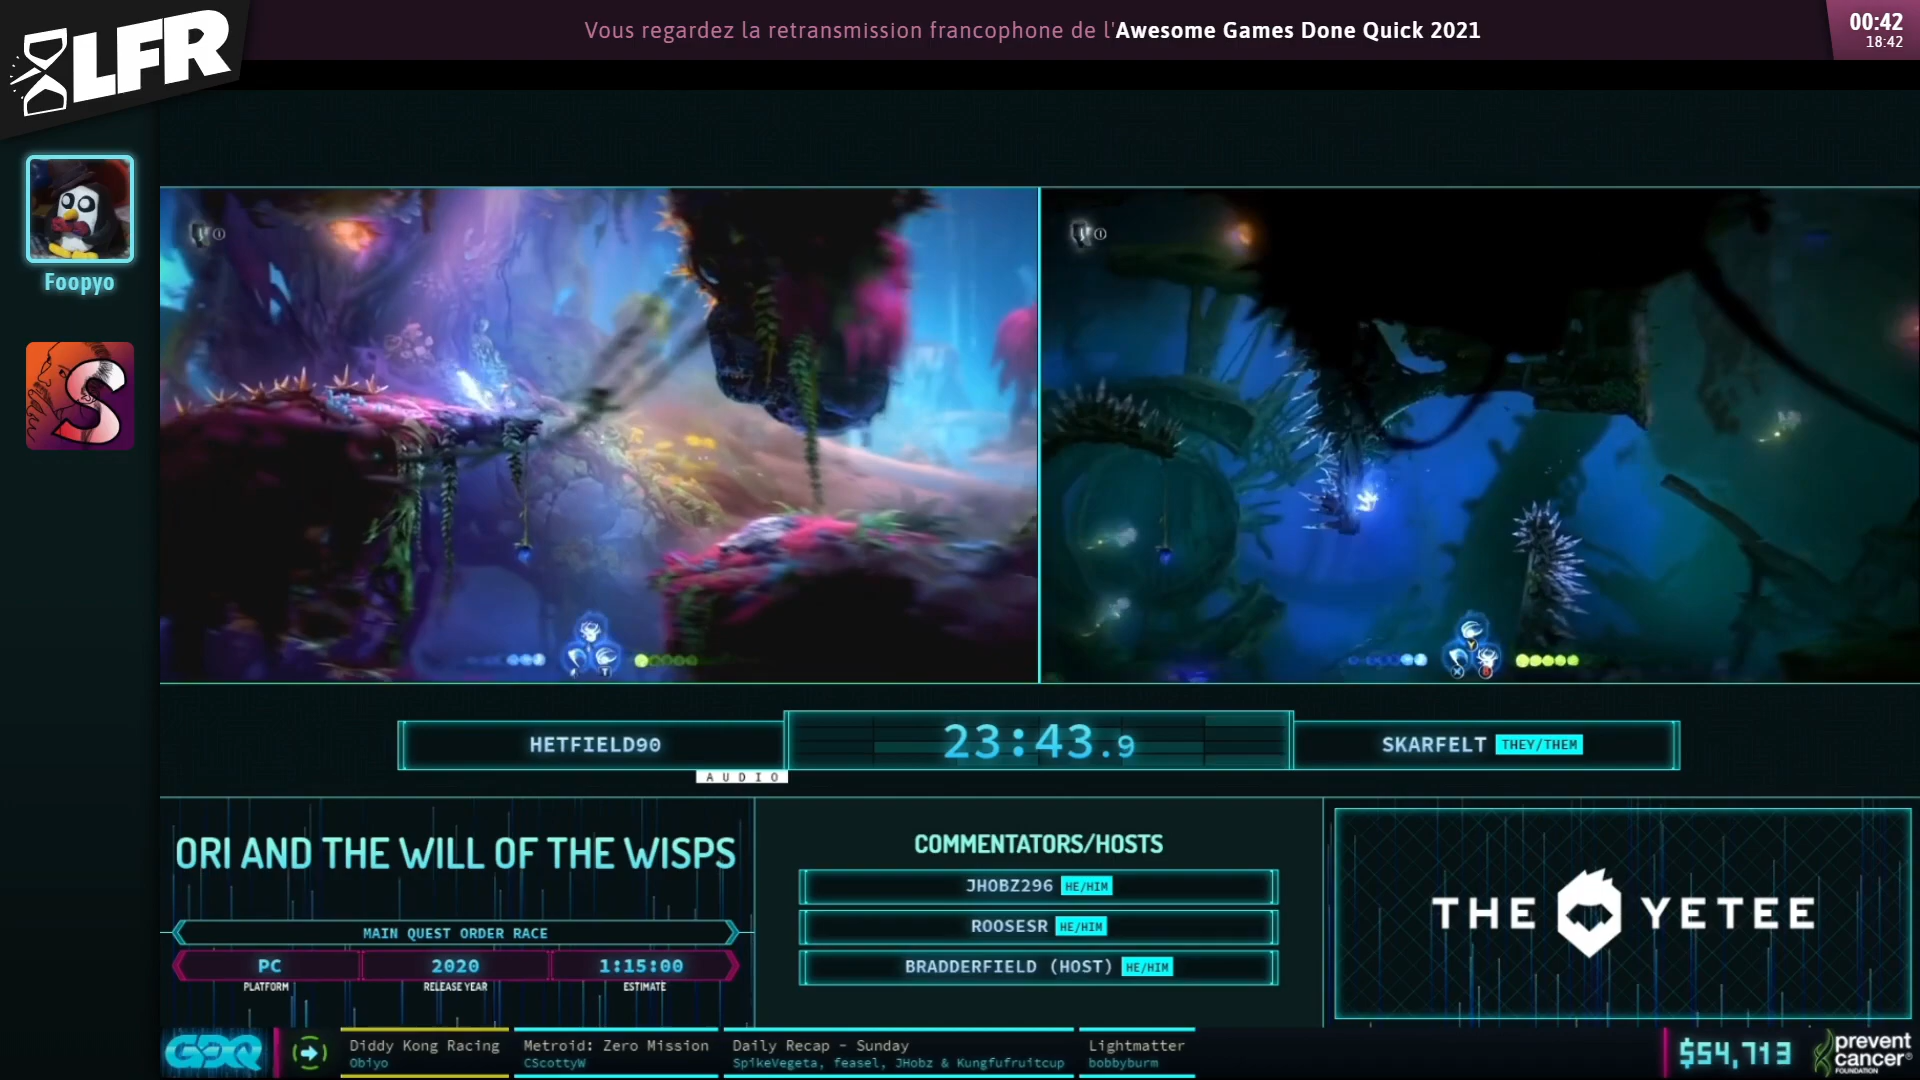 LFR
Vous regardez la retransmission francophone de l'Awesome Games Done Quick 2021
00:42
18:42
Foopyo
S
HETFIELD90
AUDIO
23:43.9
SKARFELT THEY/THEM
ORI AND THE WILL OF THE WISPS
MAIN QUEST ORDER RACE
PC
2020
1:15:00
PLATFORM
RELEASE YEAR
ESTIMATE
COMMENTATORS/HOSTS
JHOBZ296 HE/HIM
ROOSESR HE/HIM
BRADDERFIELD (HOST) HE/HIM
THE YETEE
GDQ
Diddy Kong Racing
Obiyo
Metroid: Zero Mission
CScottyW
Daily Recap - Sunday
SpikeVegeta, feasel, JHobz & Kungfufruitcup
Lightmatter
bobbyburm
$54,713
prevent
cancer®
FOUNDATION